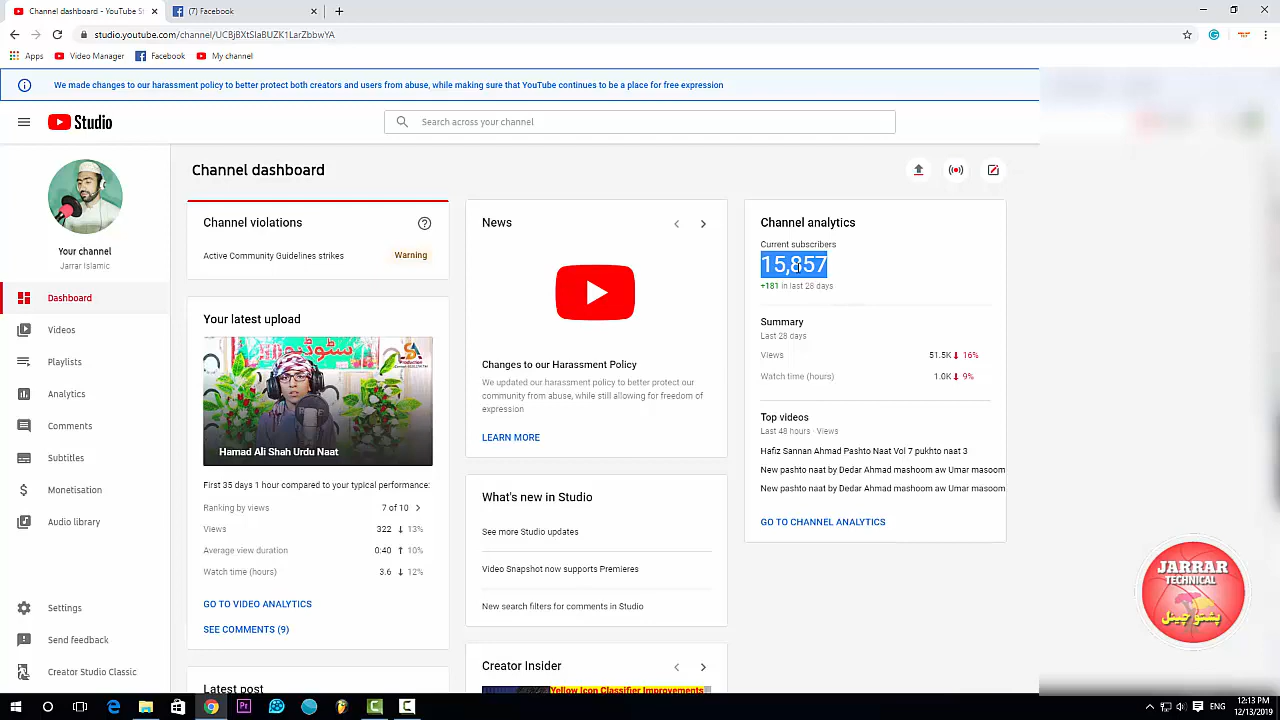 Channel dashboard - YouTube St
(7) Facebook
studio.youtube.com/channel/UCBjBXtSlaBUZK1LarZbbwYA
Apps
Video Manager
Facebook
My channel
We made changes to our harassment policy to better protect both creators and users from abuse, while making sure that YouTube continues to be a place for free expression
Studio
Search across your channel
Your channel
Jarrar Islamic
Dashboard
Videos
Playlists
Analytics
Comments
Subtitles
Monetisation
Audio library
Settings
Send feedback
Creator Studio Classic
Channel dashboard
Channel violations
Active Community Guidelines strikes
Warning
Your latest upload
سٹوڈیو
Hamad Ali Shah Urdu Naat
First 35 days 1 hour compared to your typical performance:
Ranking by views 7 of 10
Views 322 ↓ 13%
Average view duration 0:40 ↑ 10%
Watch time (hours) 3.6 ↓ 12%
GO TO VIDEO ANALYTICS
SEE COMMENTS (9)
Latest post
News
Changes to our Harassment Policy
We updated our harassment policy to better protect our
community from abuse, while still allowing for freedom of
expression
LEARN MORE
What's new in Studio
See more Studio updates
Video Snapshot now supports Premieres
New search filters for comments in Studio
Creator Insider
Yellow Icon Classifier Improvements
Channel analytics
Current subscribers
15,857
+181 in last 28 days
Summary
Last 28 days
Views 51.5K ↓ 16%
Watch time (hours) 1.0K ↓ 9%
Top videos
Last 48 hours · Views
Hafiz Sannan Ahmad Pashto Naat Vol 7 pukhto naat 3
New pashto naat by Dedar Ahmad mashoom aw Umar masoom
New pashto naat by Dedar Ahmad mashoom aw Umar masoom
GO TO CHANNEL ANALYTICS
JARRAR
TECHNICAL
پشتو چینل
ENG
12:13 PM
12/13/2019